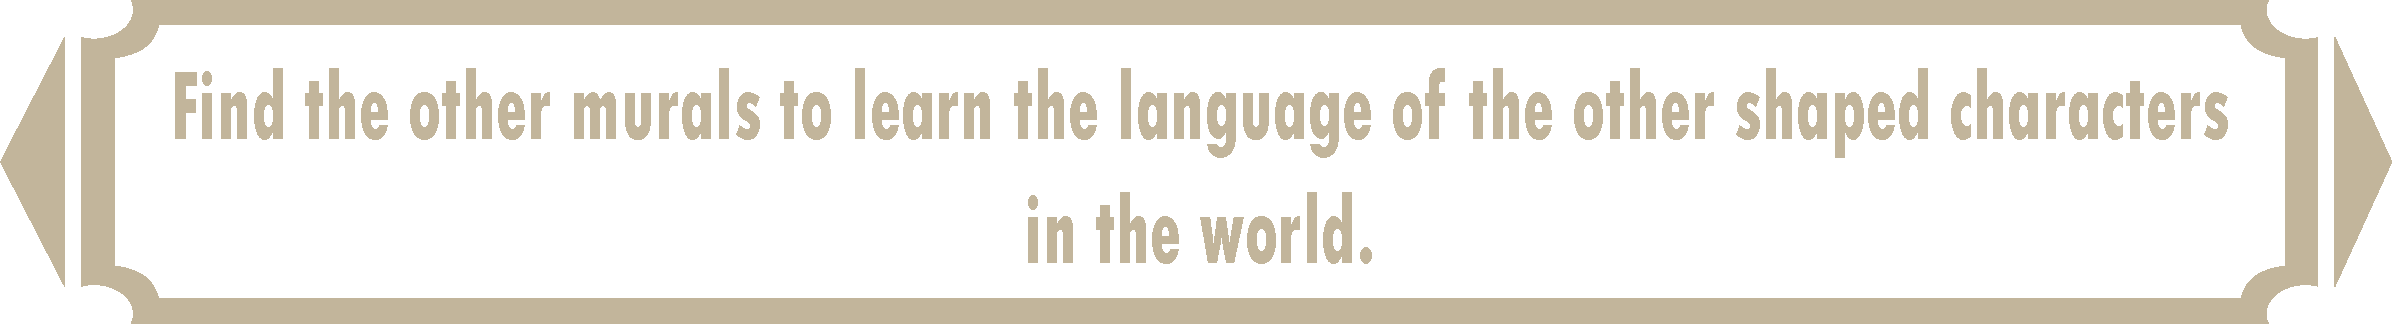 Find the other murals to learn the language of the other shaped characters
in the world.